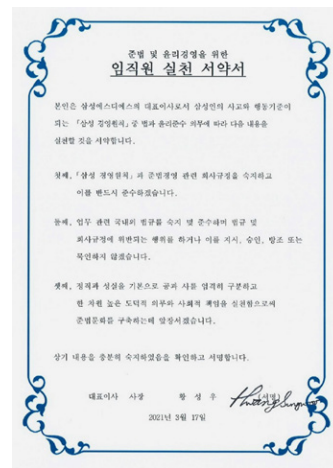 준법 및 윤리경영을 위한
임직원 실천 서약서
본인은 삼성에스디에스의 대표이사로서 삼성인의 사고와 행동기준이
되는 「삼성 경영원칙」중 법과 윤리준수 의무에 따라 다음 내용을
실천할 것을 서약합니다.
첫째, 「삼성 경영원칙」과 준법경영 관련 회사규정을 숙지하고
이를 반드시 준수하겠습니다.
둘째, 업무 관련 국내외 법규를 숙지 및 준수하며 법규 및
회사규정에 위반되는 행위를 하거나 이를 지시, 승인, 방조 또는
묵인하지 않겠습니다.
셋째, 정직과 성실을 기본으로 공과 사를 엄격히 구분하고
한 차원 높은 도덕적 의무와 사회적 책임을 실천함으로써
준법문화를 구축하는데 앞장서겠습니다.
상기 내용을 충분히 숙지하였음을 확인하고 서명합니다.
대표이사 사장 황 성 우 (서명) Hwang Sungwoo
2021년 3월 17일